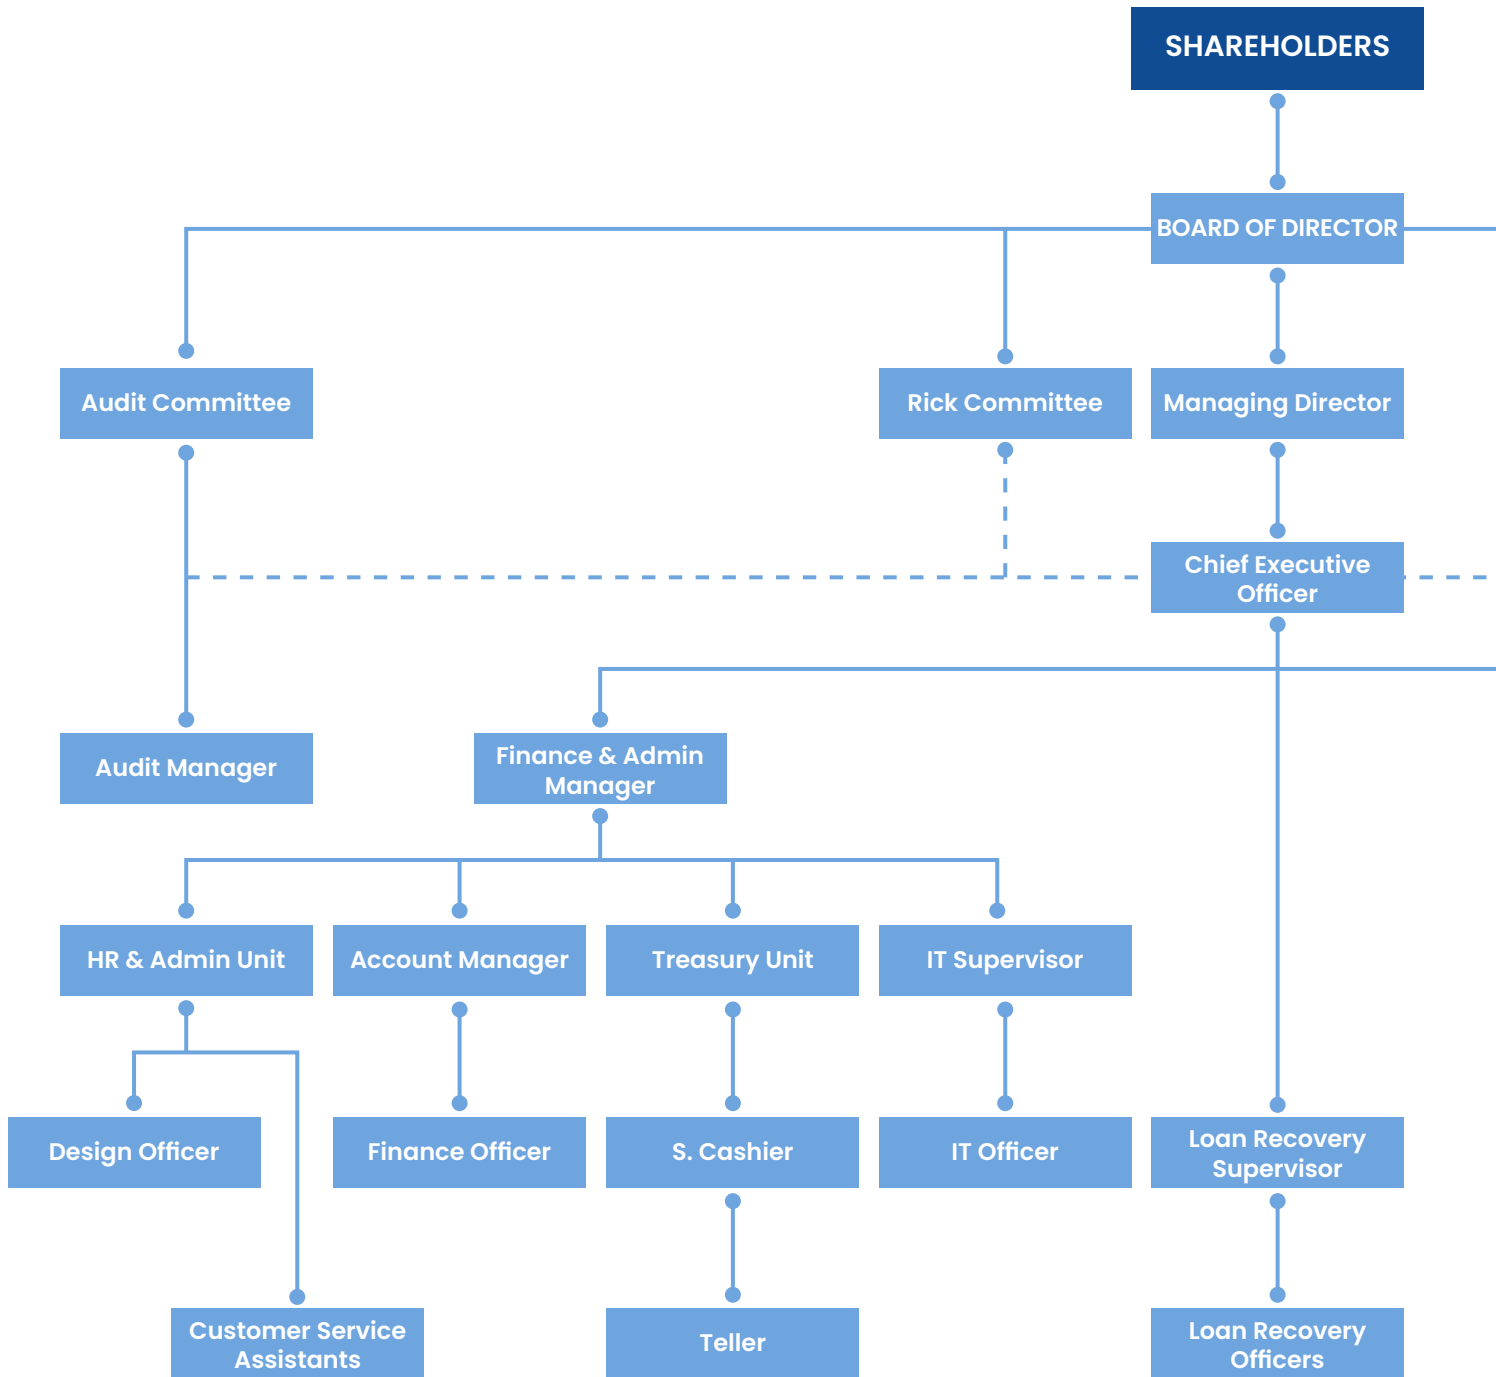 SHAREHOLDERS
BOARD OF DIRECTOR
Audit Committee
Rick Committee
Managing Director
Chief Executive
Officer
Audit Manager
Finance & Admin
Manager
HR & Admin Unit
Account Manager
Treasury Unit
IT Supervisor
Design Officer
Finance Officer
S. Cashier
IT Officer
Loan Recovery
Supervisor
Customer Service
Assistants
Teller
Loan Recovery
Officers